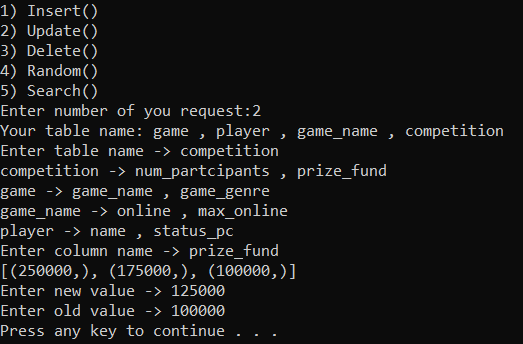 1) Insert()
2) Update()
3) Delete()
4) Random()
5) Search()
Enter number of you request:2
Your table name: game , player , game_name , competition
Enter table name -> competition
competition -> num_partcipants , prize_fund
game -> game_name , game_genre
game_name -> online , max_online
player -> name , status_pc
Enter column name -> prize_fund
[(250000,), (175000,), (100000,)]
Enter new value -> 125000
Enter old value -> 100000
Press any key to continue . . .